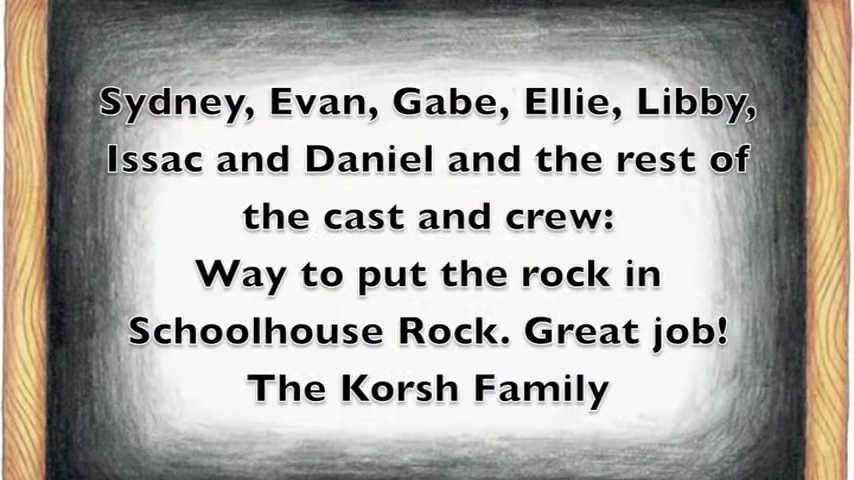 Sydney, Evan, Gabe, Ellie, Libby,
Issac and Daniel and the rest of
the cast and crew:
Way to put the rock in
Schoolhouse Rock. Great job!
The Korsh Family